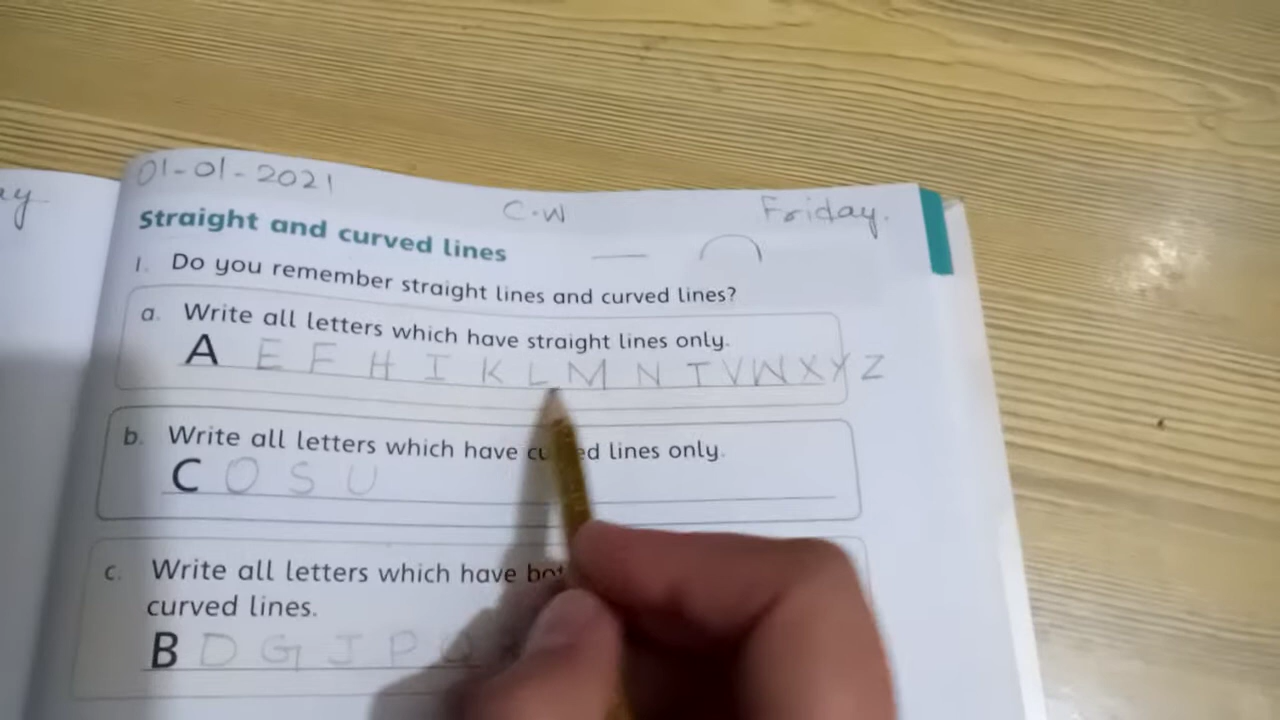 ay
01-01-2021
C.W
Friday.
Straight and curved lines
1. Do you remember straight lines and curved lines?
a. Write all letters which have straight lines only.
A E F H I K L M N T V W X Y Z
b. Write all letters which have lines only.
C O S U
c. Write all letters which have
curved lines.
B D G J P